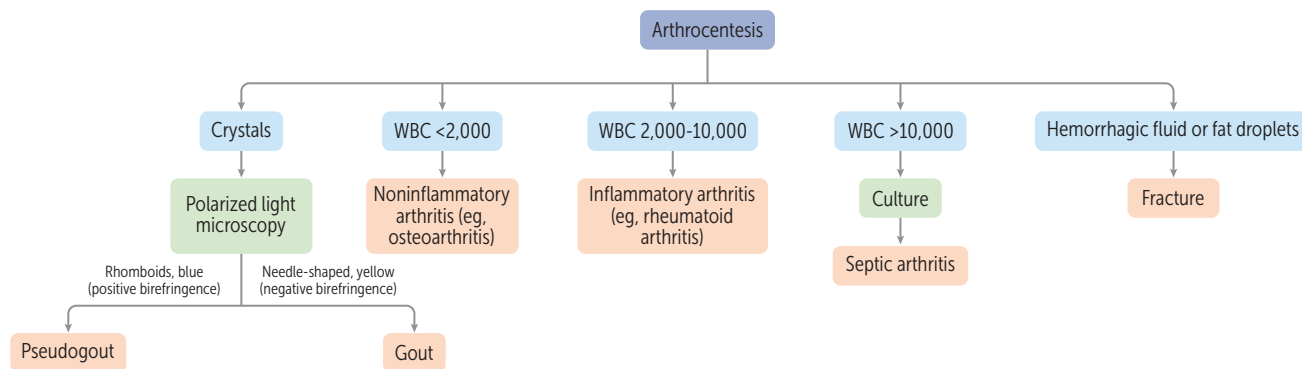 Arthrocentesis
Crystals
WBC <2,000
WBC 2,000-10,000
WBC >10,000
Hemorrhagic fluid or fat droplets
Polarized light
microscopy
Noninflammatory
arthritis (eg,
osteoarthritis)
Inflammatory arthritis
(eg, rheumatoid
arthritis)
Culture
Fracture
Septic arthritis
Rhomboids, blue
(positive birefringence)
Needle-shaped, yellow
(negative birefringence)
Pseudogout
Gout